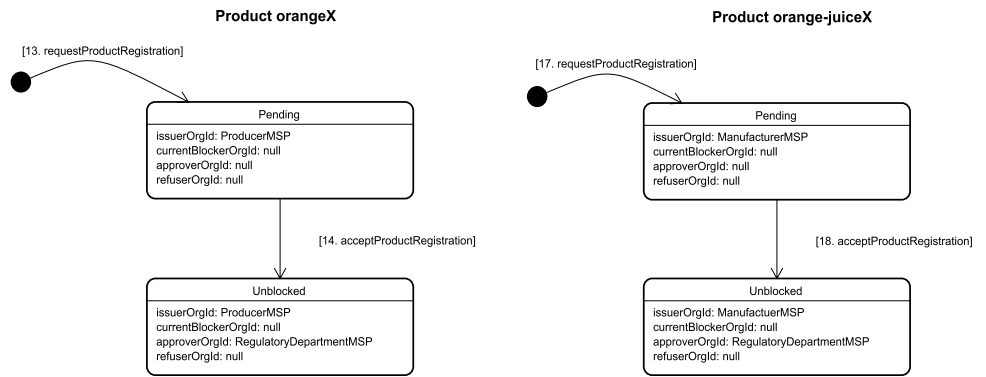 Product orangeX
[13. requestProductRegistration]
Pending
issuerOrgId: ProducerMSP
currentBlockerOrgId: null
approverOrgId: null
refuserOrgId: null
[14. acceptProductRegistration]
Unblocked
issuerOrgId: ProducerMSP
currentBlockerOrgId: null
approverOrgId: RegulatoryDepartmentMSP
refuserOrgId: null
Product orange-juiceX
[17. requestProductRegistration]
Pending
issuerOrgId: ManufacturerMSP
currentBlockerOrgId: null
approverOrgId: null
refuserOrgId: null
[18. acceptProductRegistration]
Unblocked
issuerOrgId: ManufactuerMSP
currentBlockerOrgId: null
approverOrgId: RegulatoryDepartmentMSP
refuserOrgId: null